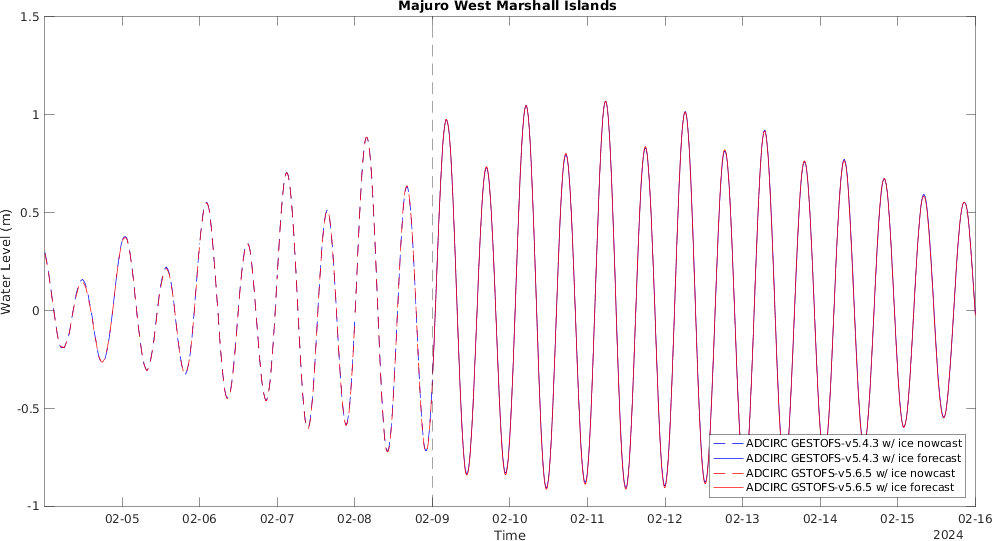 Majuro West Marshall Islands
1.5
1
0.5
0
-0.5
-1
Water Level (m)
ADCIRC GESTOFS-v5.4.3 w/ ice nowcast
ADCIRC GESTOFS-v5.4.3 w/ ice forecast
ADCIRC GSTOFS-v5.6.5 w/ ice nowcast
ADCIRC GSTOFS-v5.6.5 w/ ice forecast
02-05 02-06 02-07 02-08 02-09 02-10 02-11 02-12 02-13 02-14 02-15 02-16
Time
2024